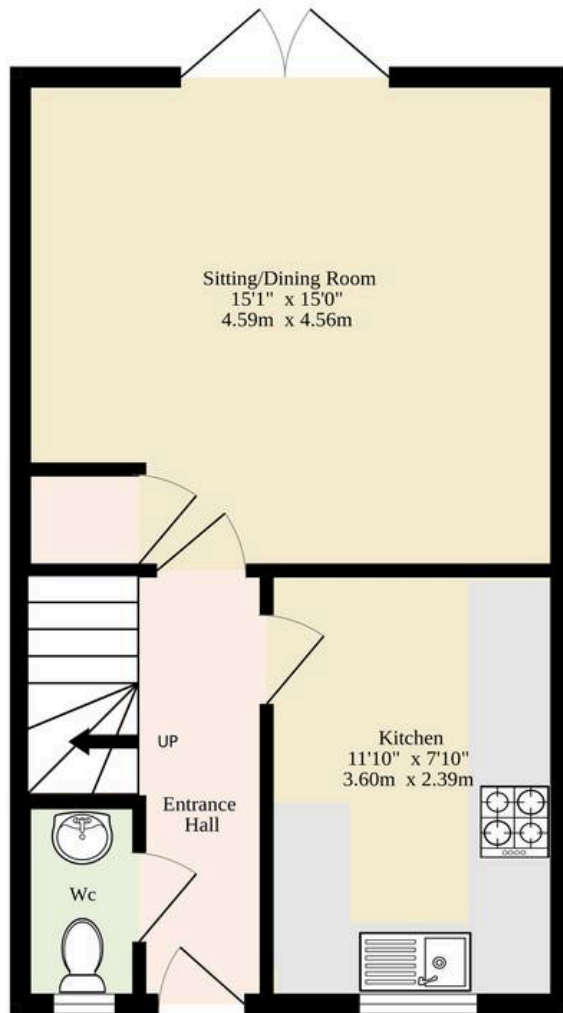 Sitting/Dining Room
15'1" x 15'0"
4.59m x 4.56m
UP
Kitchen
11'10" x 7'10"
3.60m x 2.39m
Entrance
Hall
Wc